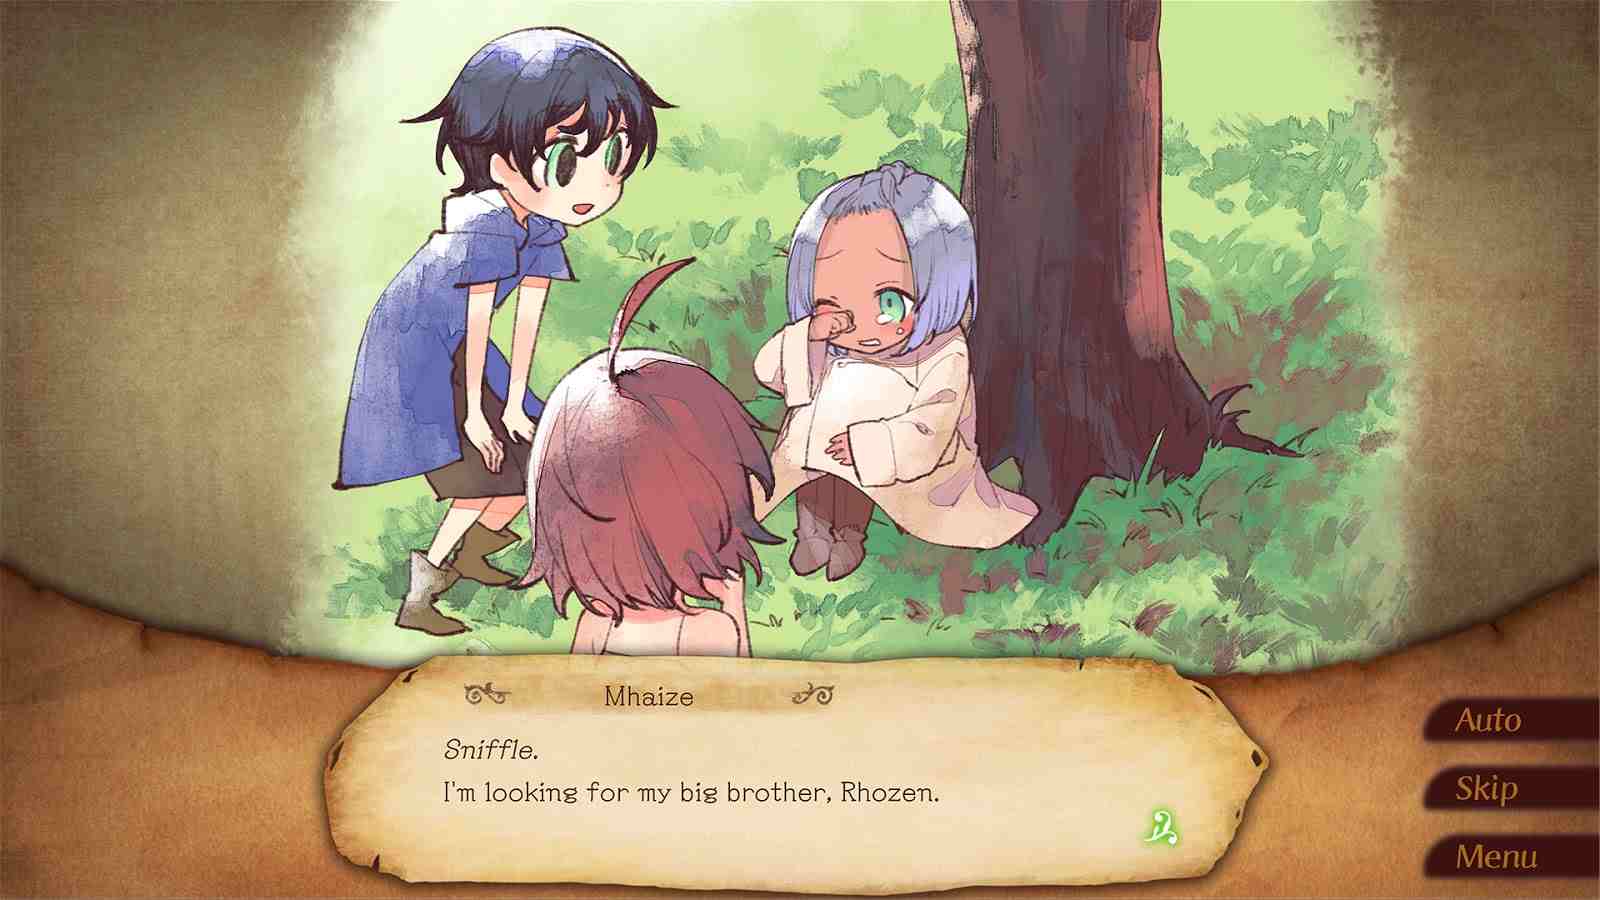 Mhaize
Sniffle.
I'm looking for my big brother, Rhozen.
Auto
Skip
Menu